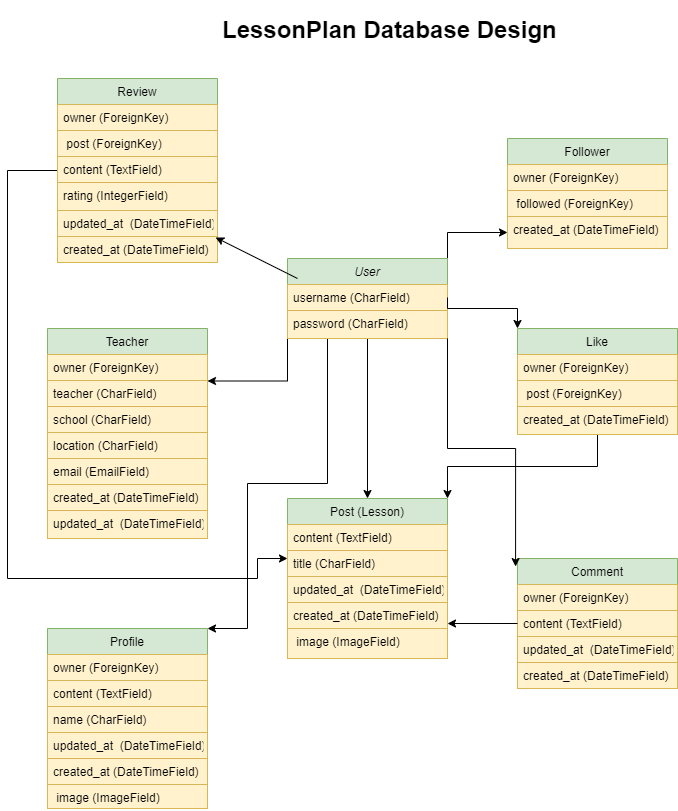 LessonPlan Database Design
Review
owner (ForeignKey)
post (ForeignKey)
content (TextField)
rating (IntegerField)
updated_at (DateTimeField)
created_at (DateTimeField)
Follower
owner (ForeignKey)
followed (ForeignKey)
created_at (DateTimeField)
User
username (CharField)
password (CharField)
Teacher
owner (ForeignKey)
teacher (CharField)
school (CharField)
location (CharField)
email (EmailField)
created_at (DateTimeField)
updated_at (DateTimeField)
Like
owner (ForeignKey)
post (ForeignKey)
created_at (DateTimeField)
Post (Lesson)
content (TextField)
title (CharField)
updated_at (DateTimeField)
created_at (DateTimeField)
image (ImageField)
Comment
owner (ForeignKey)
content (TextField)
updated_at (DateTimeField)
created_at (DateTimeField)
Profile
owner (ForeignKey)
content (TextField)
name (CharField)
updated_at (DateTimeField)
created_at (DateTimeField)
image (ImageField)